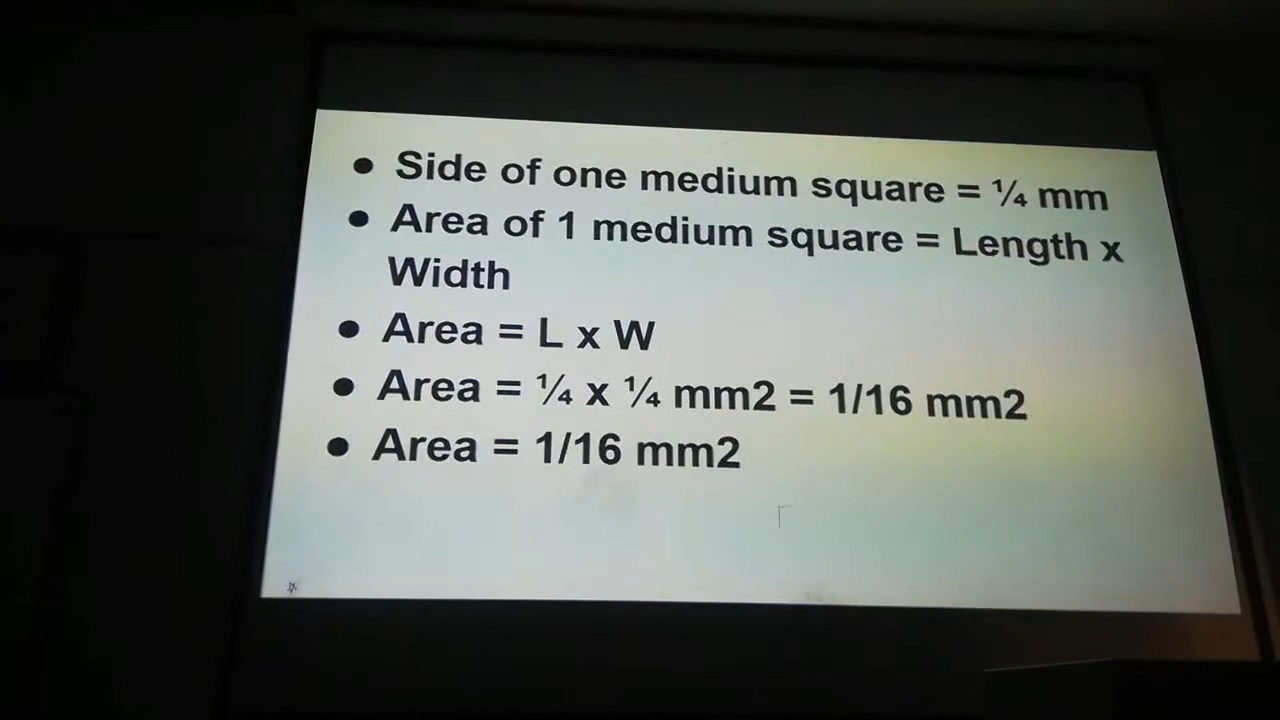 ● Side of one medium square = ¼ mm
● Area of 1 medium square = Length x
Width
● Area = L x W
● Area = ¼ x ¼ mm2 = 1/16 mm2
● Area = 1/16 mm2